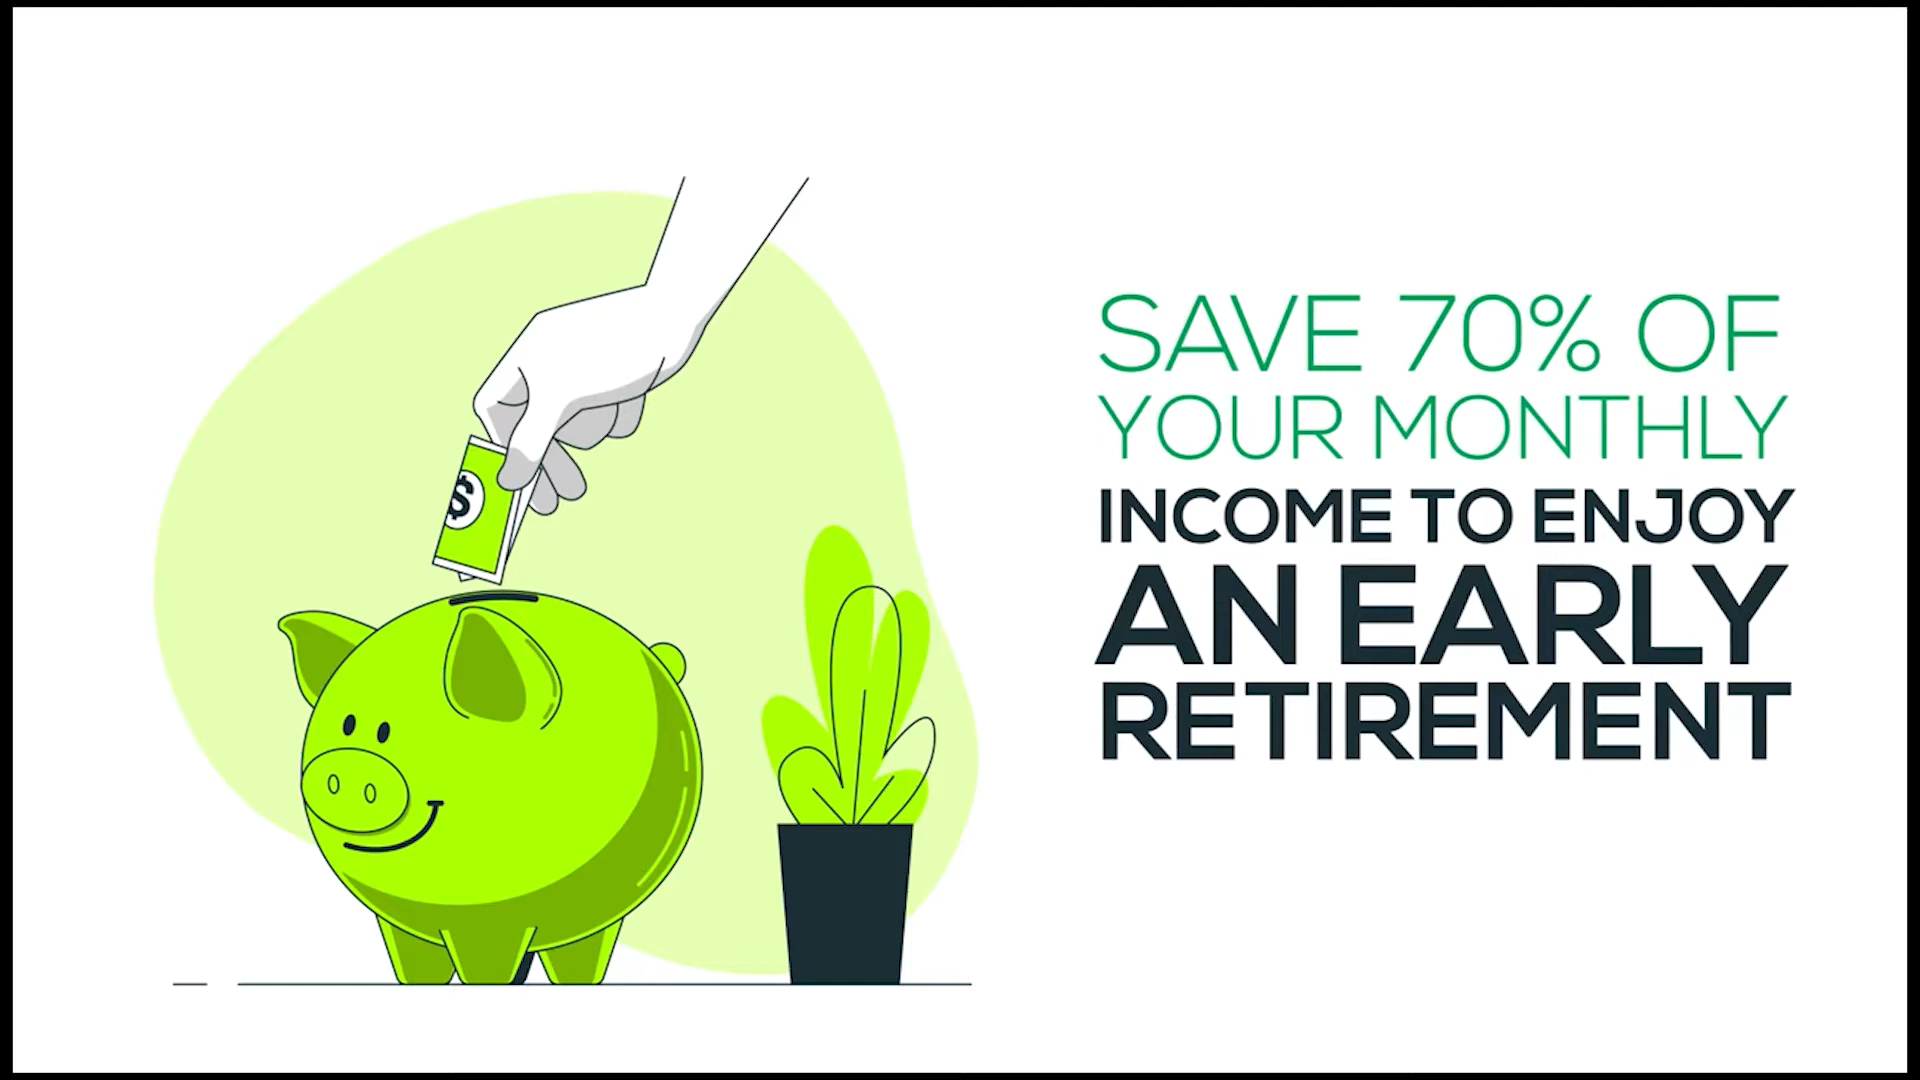 $
SAVE 70% OF
YOUR MONTHLY
INCOME TO ENJOY
AN EARLY
RETIREMENT